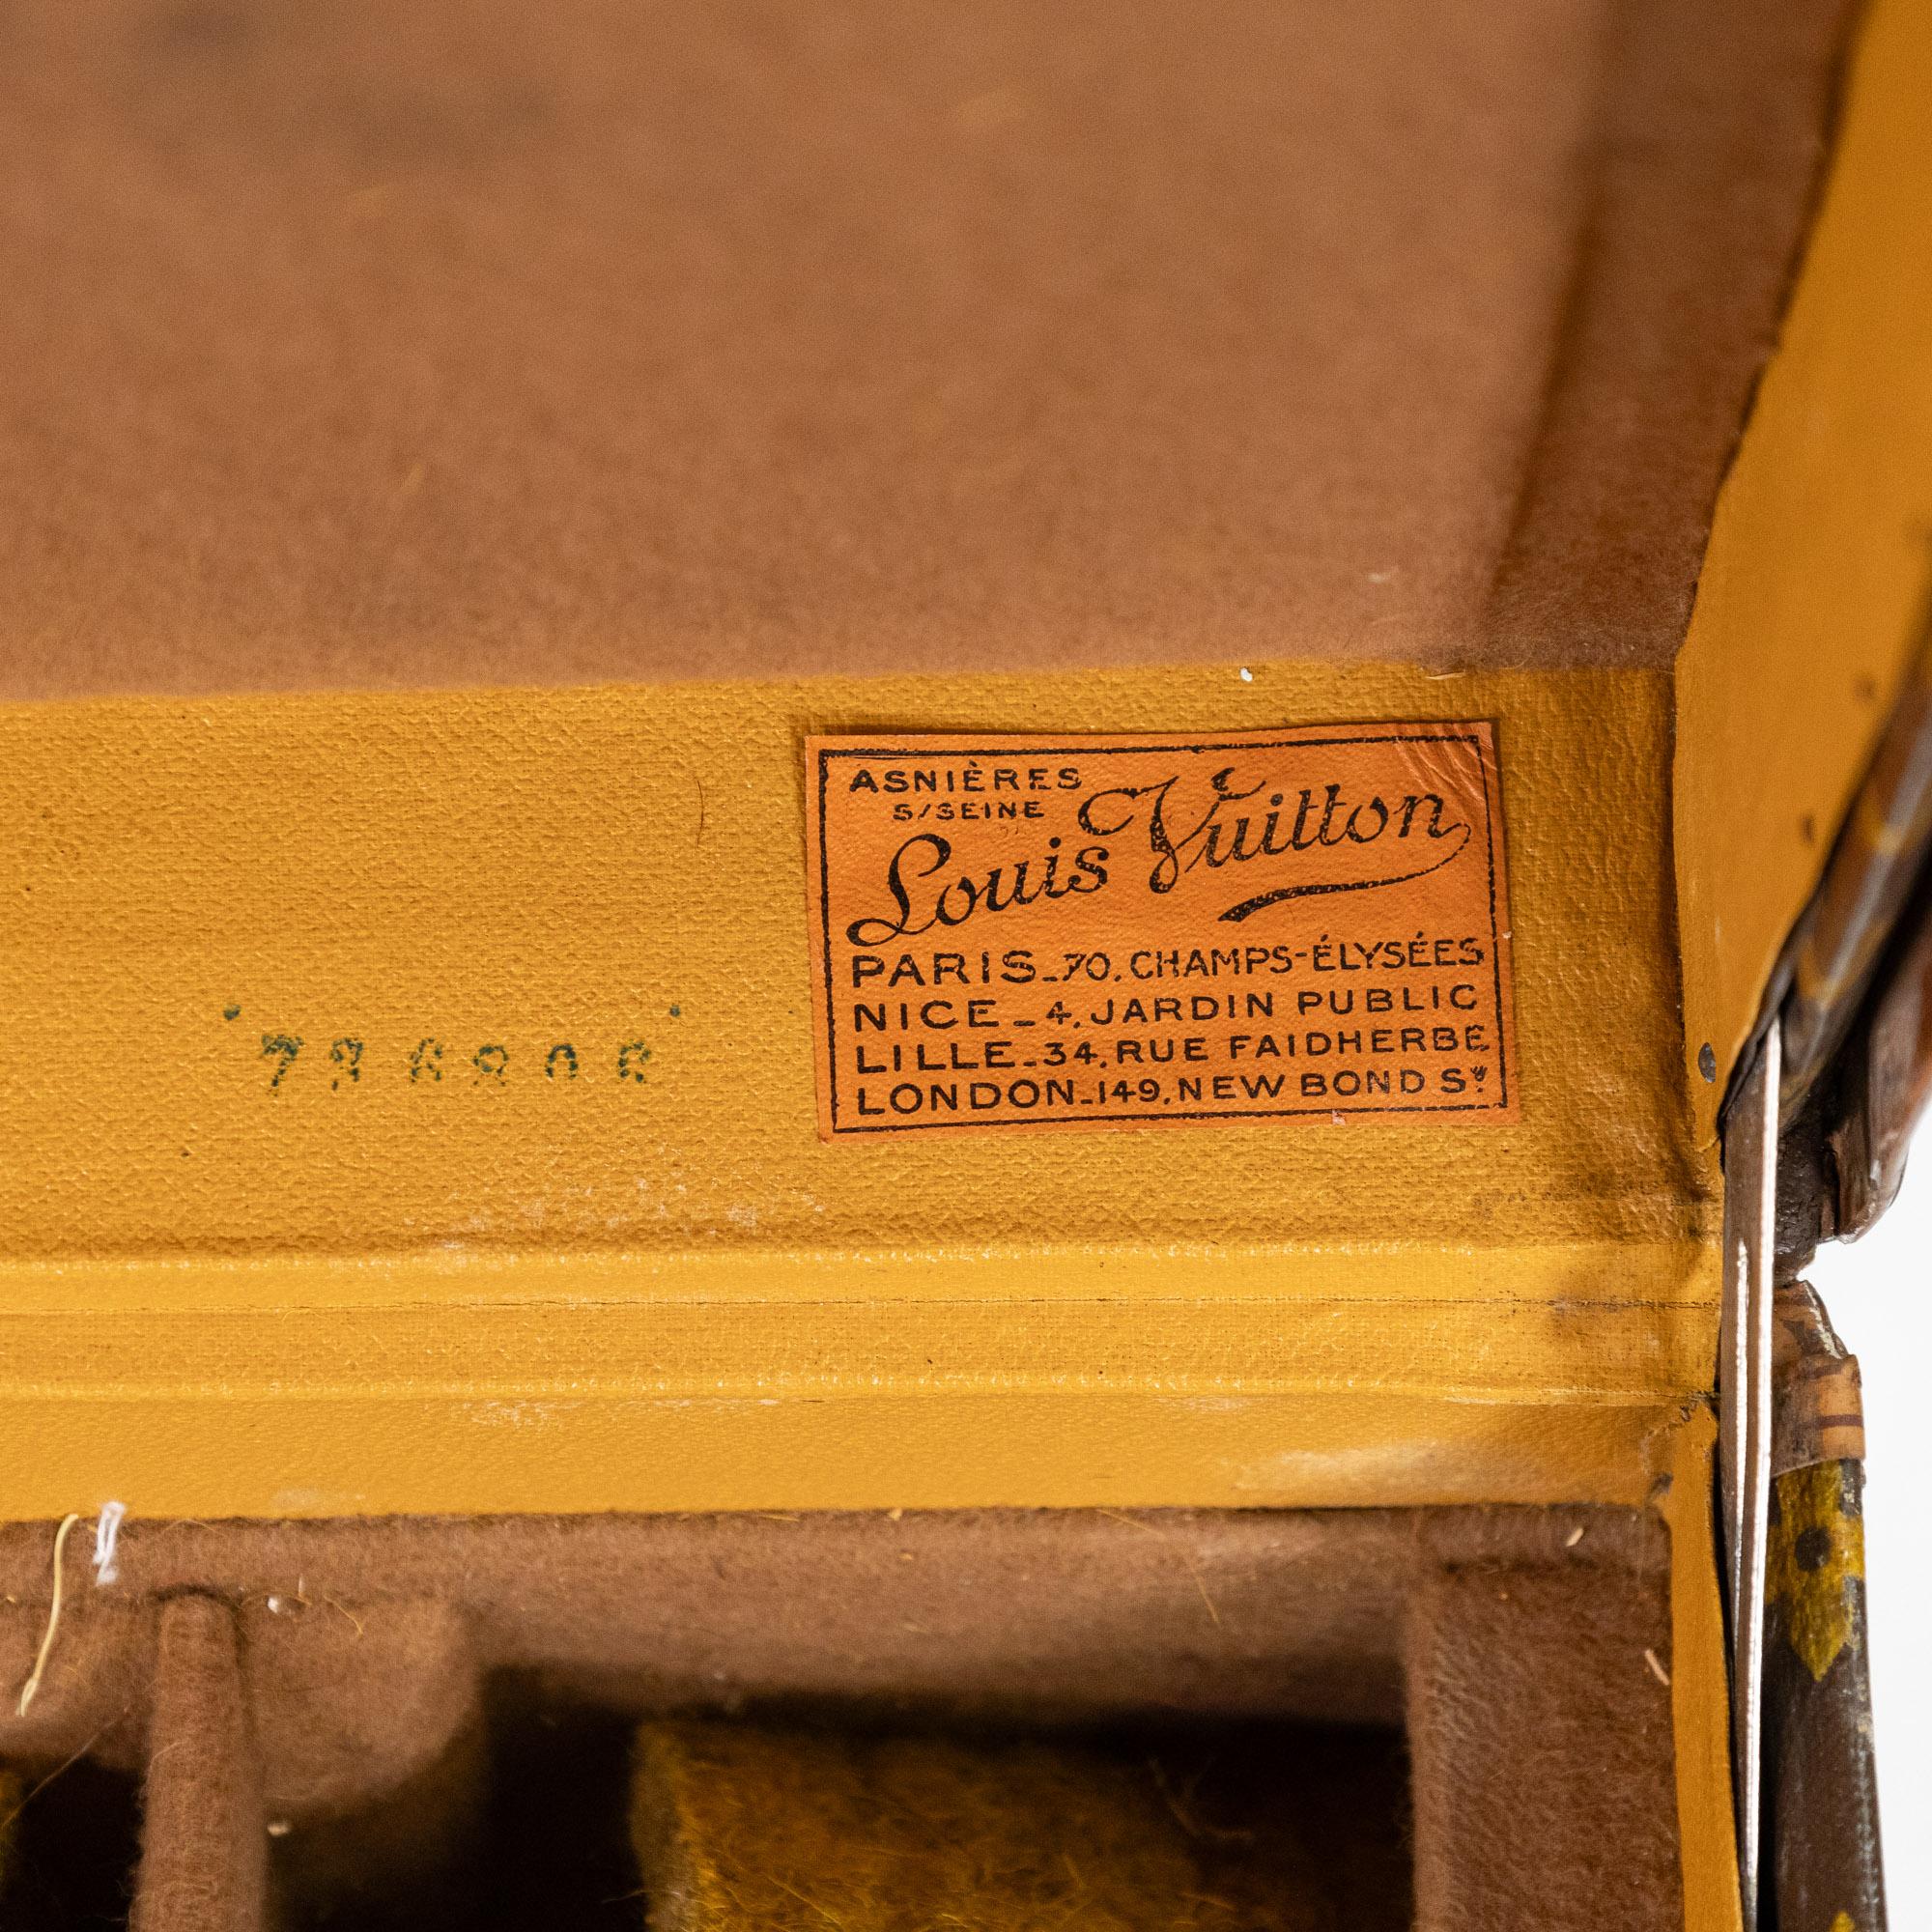 ASNIÈRES
S/SEINE
Louis Vuitton
PARIS_70, CHAMPS-ÉLYSÉES
NICE_4, JARDIN PUBLIC
LILLE_34, RUE FAIDHERBE
LONDON_149, NEW BOND ST